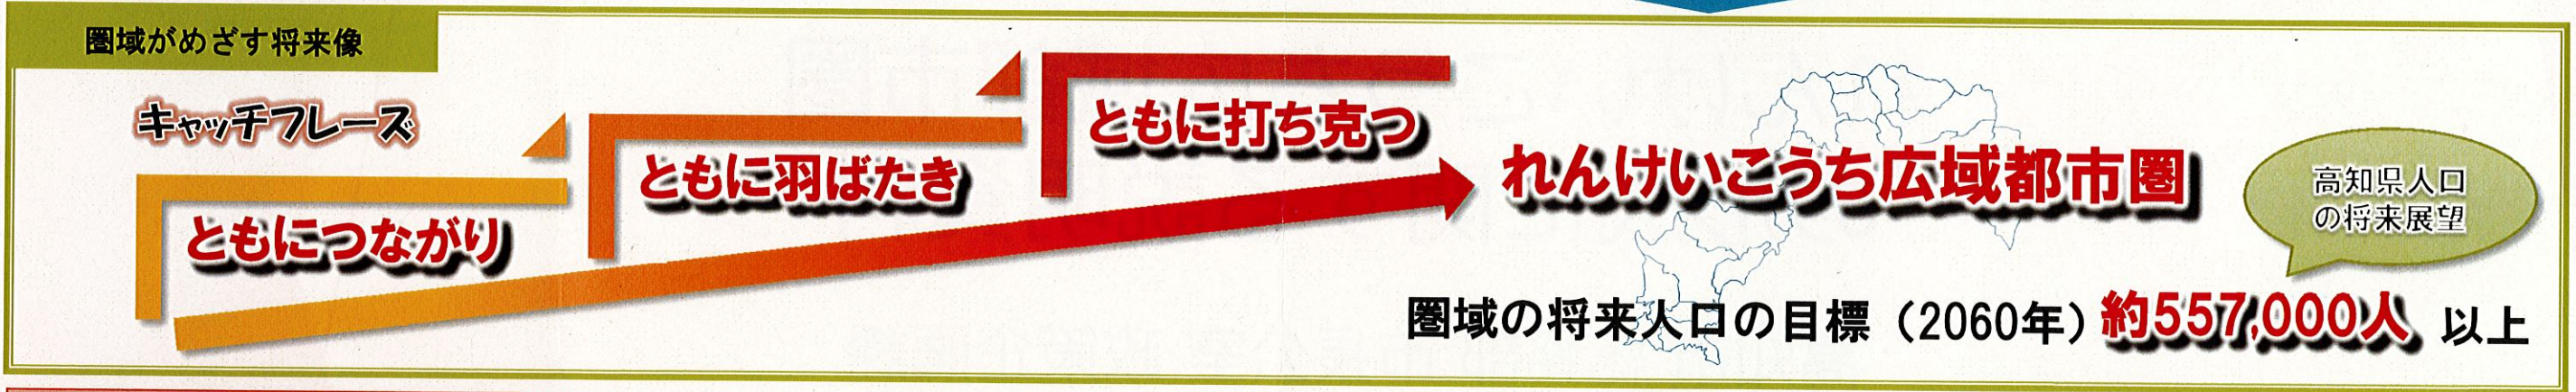 圏域がめざす将来像
キャッチフレーズ
ともにつながり
ともに羽ばたき
ともに打ち克つ
れんけいこうち広域都市圏
高知県人口
の将来展望
圏域の将来人口の目標（2060年）約557,000人 以上